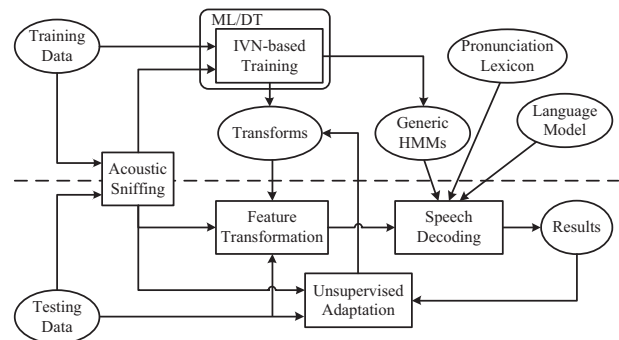 ML/DT
Training
Data
IVN-based
Training
Pronunciation
Lexicon
Transforms
Generic
HMMs
Language
Model
Acoustic
Sniffing
Feature
Transformation
Speech
Decoding
Results
Testing
Data
Unsupervised
Adaptation